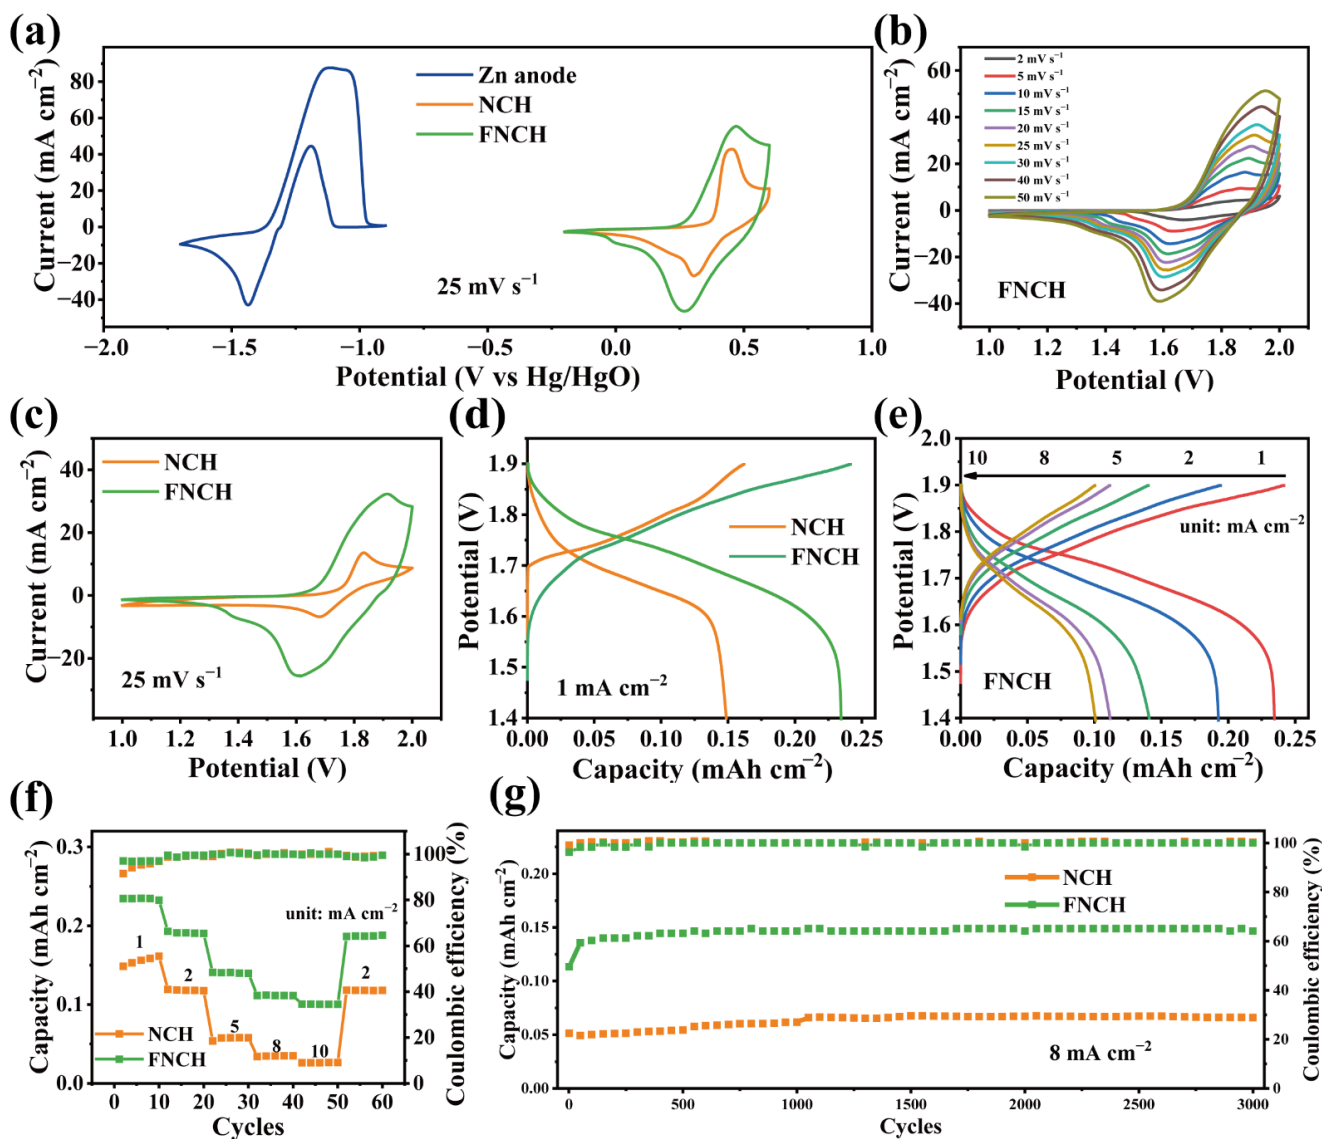 (a)
Current (mA cm⁻²)
80
60
40
20
0
−20
−40
Zn anode
NCH
FNCH
25 mV s⁻¹
−2.0 −1.5 −1.0 −0.5 0.0 0.5 1.0
Potential (V vs Hg/HgO)
(b)
Current (mA cm⁻²)
60
40
20
0
−20
−40
2 mV s⁻¹
5 mV s⁻¹
10 mV s⁻¹
15 mV s⁻¹
20 mV s⁻¹
25 mV s⁻¹
30 mV s⁻¹
40 mV s⁻¹
50 mV s⁻¹
FNCH
1.0 1.2 1.4 1.6 1.8 2.0
Potential (V)
(c)
Current (mA cm⁻²)
40
20
0
−20
NCH
FNCH
25 mV s⁻¹
1.0 1.2 1.4 1.6 1.8 2.0
Potential (V)
(d)
Potential (V)
1.9
1.8
1.7
1.6
1.5
1.4
NCH
FNCH
1 mA cm⁻²
0.00 0.05 0.10 0.15 0.20 0.25
Capacity (mAh cm⁻²)
(e)
Potential (V)
2.0
1.9
1.8
1.7
1.6
1.5
1.4
10 8 5 2 1
unit: mA cm⁻²
FNCH
0.00 0.05 0.10 0.15 0.20 0.25
Capacity (mAh cm⁻²)
(f)
Capacity (mAh cm⁻²)
0.3
0.2
0.1
0.0
unit: mA cm⁻²
1
2
5
8
10
2
NCH
FNCH
100
80
60
40
20
0
Coulombic efficiency (%)
0 10 20 30 40 50 60
Cycles
(g)
Capacity (mAh cm⁻²)
0.20
0.15
0.10
0.05
0.00
NCH
FNCH
8 mA cm⁻²
100
80
60
40
20
0
Coulombic efficiency (%)
0 500 1000 1500 2000 2500 3000
Cycles